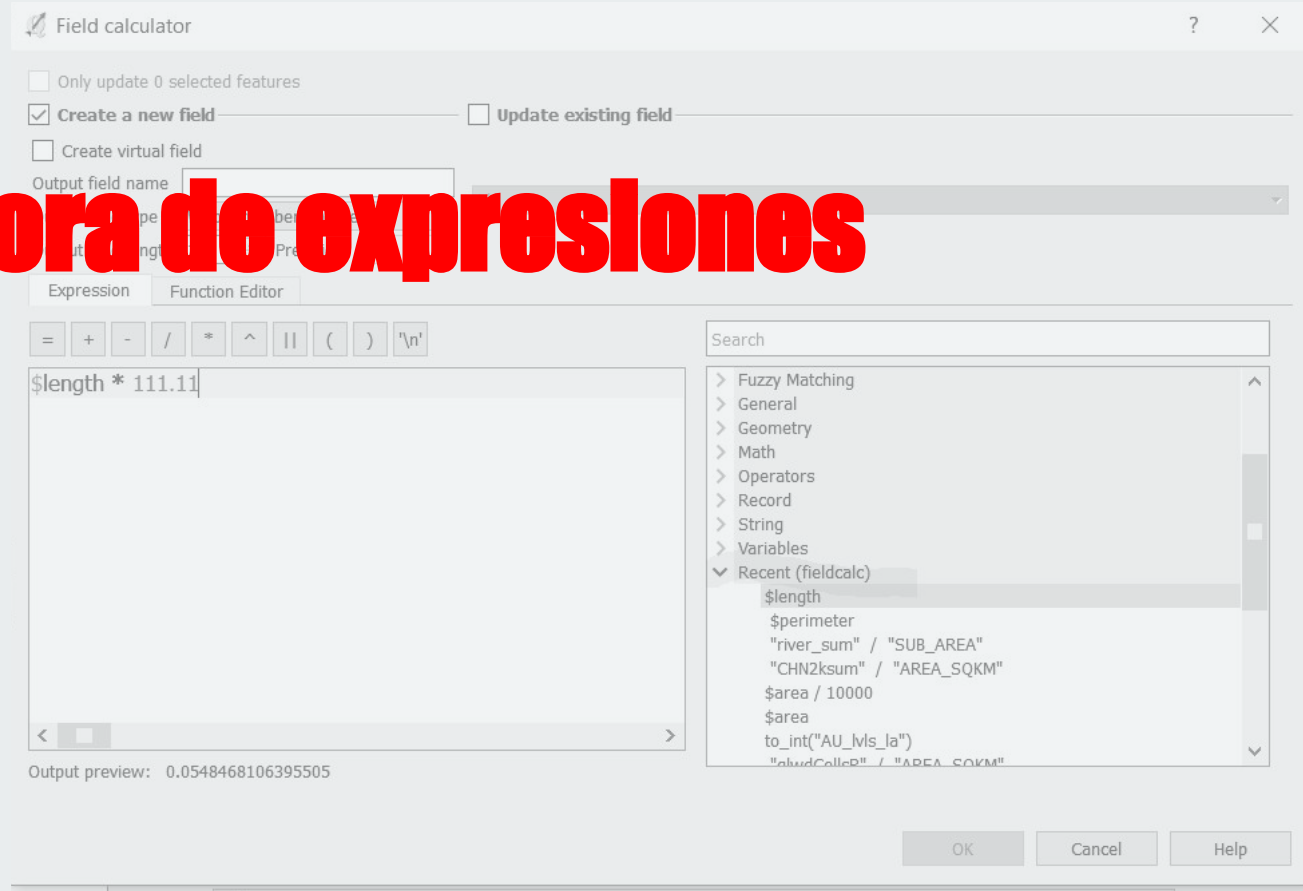 Field calculator ?
Only update 0 selected features
Create a new field Update existing field
Create virtual field
Output field name
ora de expresiones
Expression Function Editor
= + - / * ^ || ( ) '\n'
Search
$length * 111.11
Fuzzy Matching
General
Geometry
Math
Operators
Record
String
Variables
Recent (fieldcalc)
$length
$perimeter
"river_sum" / "SUB_AREA"
"CHN2ksum" / "AREA_SQKM"
$area / 10000
$area
to_int("AU_lvls_la")
/ "AREA_SQKM"
Output preview: 0.0548468106395505
OK Cancel Help